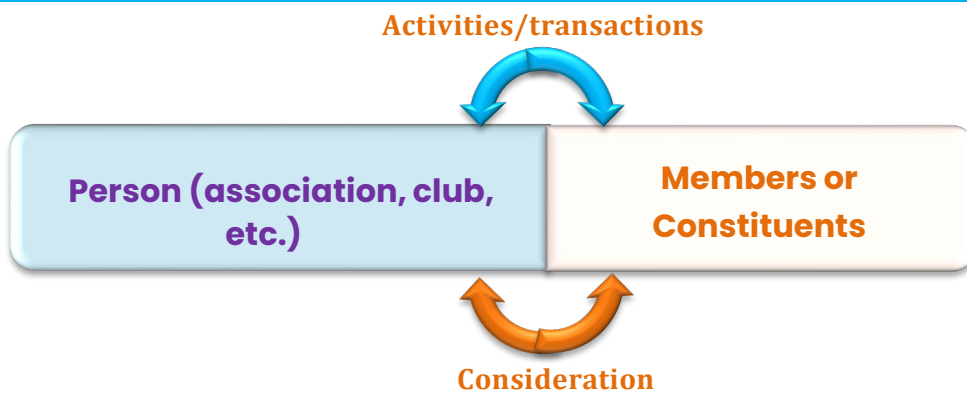 Activities/transactions
Person (association, club,
etc.)
Members or
Constituents
Consideration